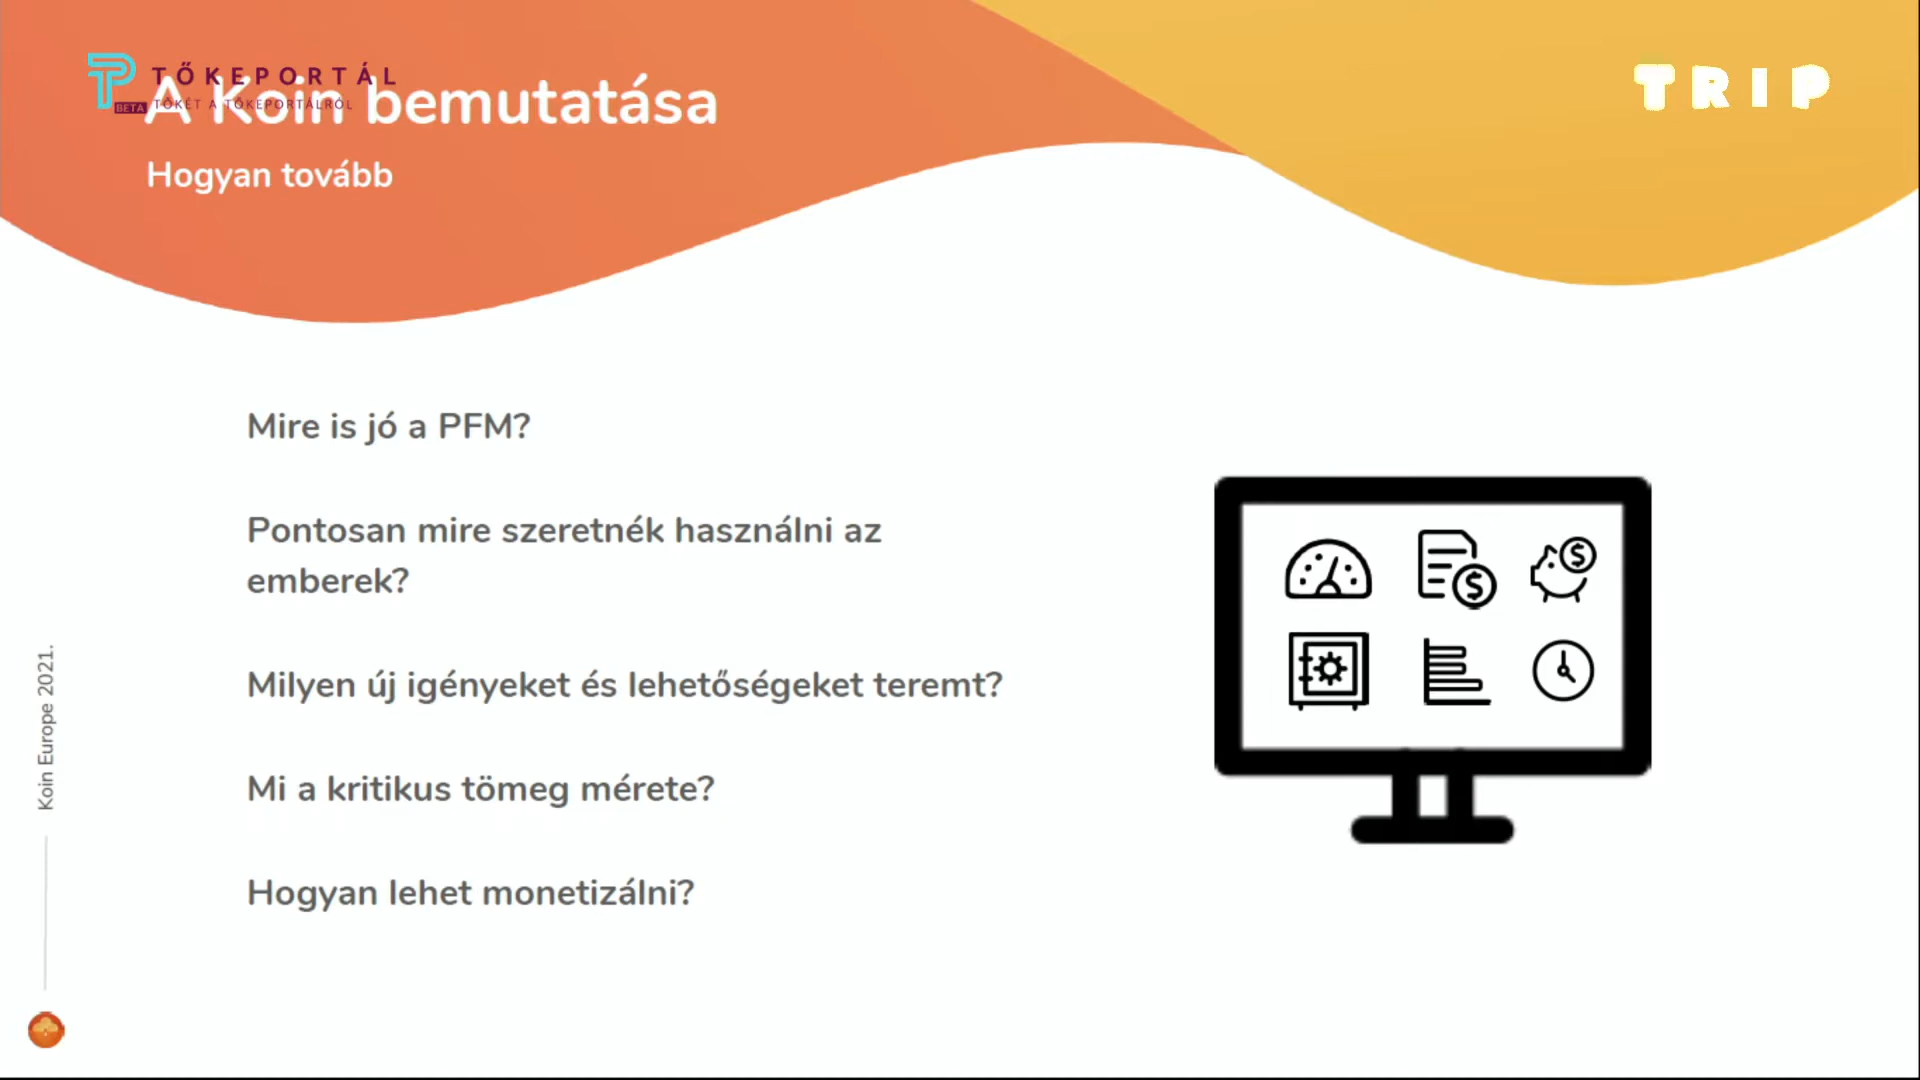 TŐKEPORTÁL
BETA TŐKÉT A TŐKEPORTÁLRÓL
A Koin bemutatása
TRIP
Hogyan tovább
Mire is jó a PFM?
Pontosan mire szeretnék használni az
emberek?
Milyen új igényeket és lehetőségeket teremt?
Mi a kritikus tömeg mérete?
Hogyan lehet monetizálni?
Koin Europe 2021.